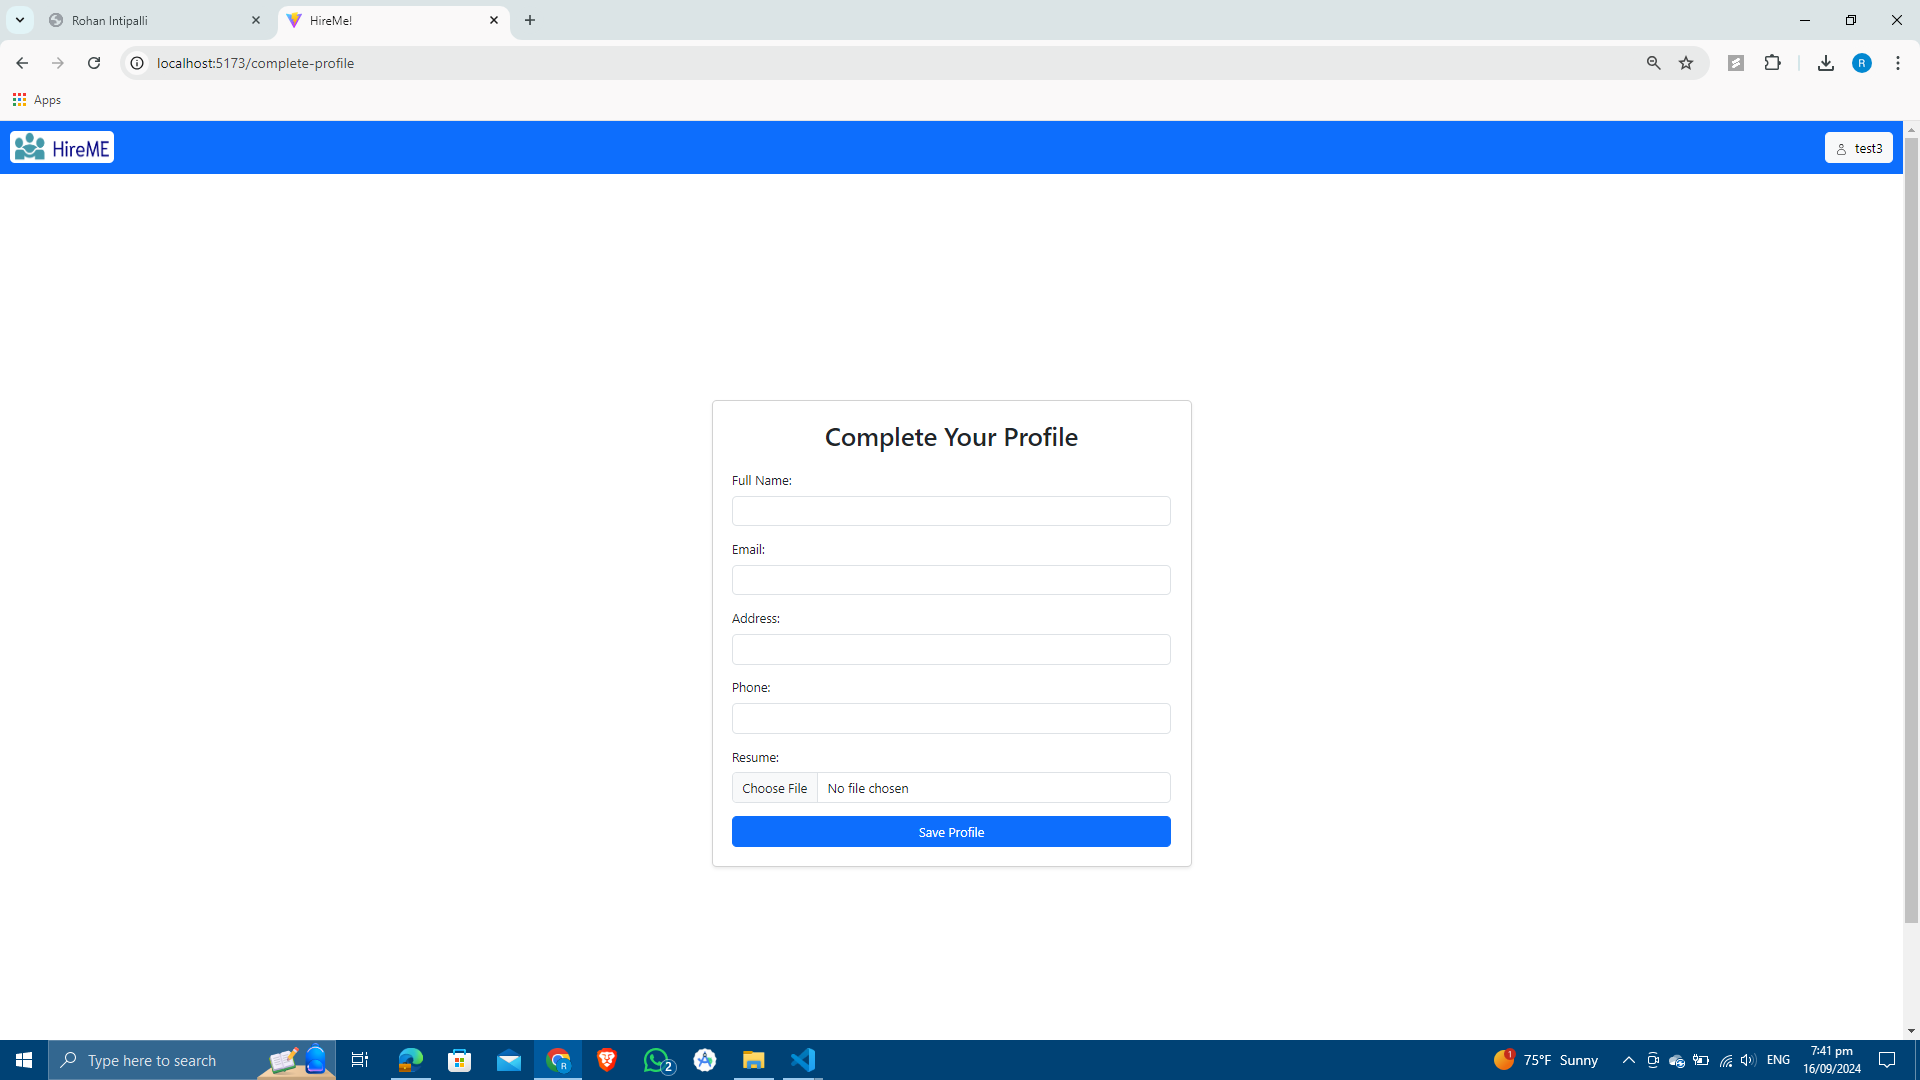 Rohan Intipalli
HireMe!
localhost:5173/complete-profile
R
Apps
HireME
test3
Complete Your Profile
Full Name:
Email:
Address:
Phone:
Resume:
Choose File No file chosen
Save Profile
Type here to search
R
2
1
75°F Sunny
ENG
7:41 pm
16/09/2024